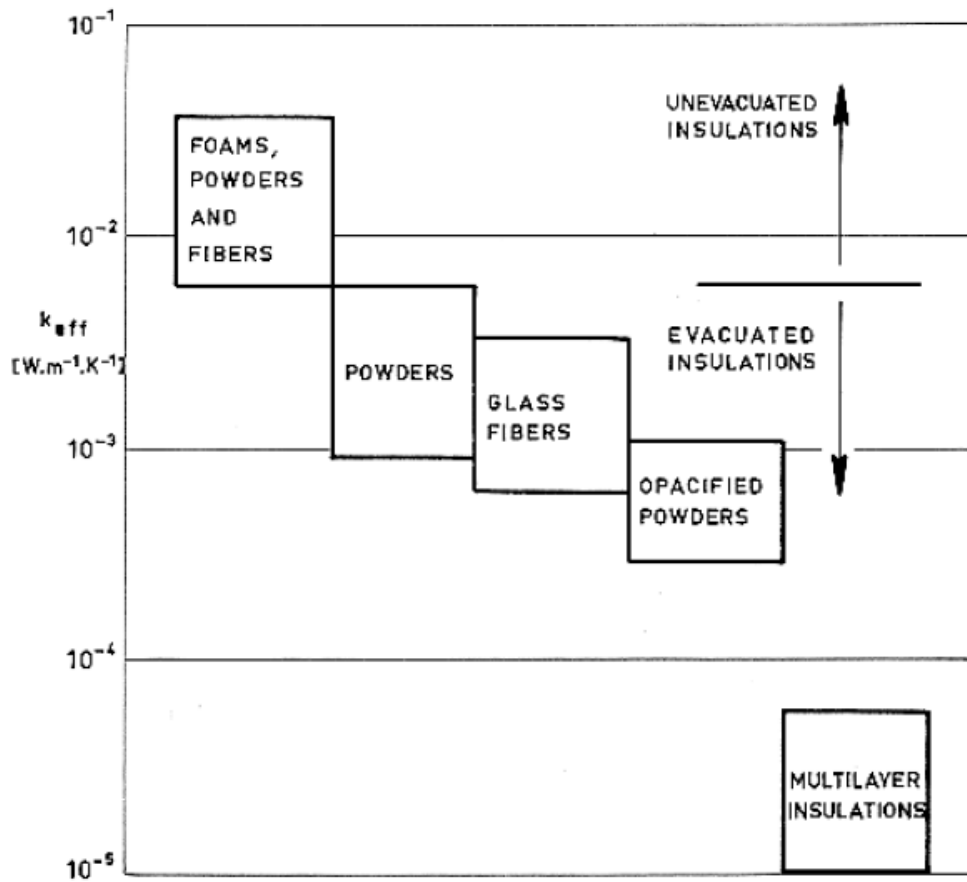 10⁻¹
UNEVACUATED
INSULATIONS
FOAMS,
POWDERS
AND
FIBERS
10⁻²
keff
[W.m⁻¹.K⁻¹]
EVACUATED
INSULATIONS
POWDERS
GLASS
FIBERS
10⁻³
OPACIFIED
POWDERS
10⁻⁴
MULTILAYER
INSULATIONS
10⁻⁵